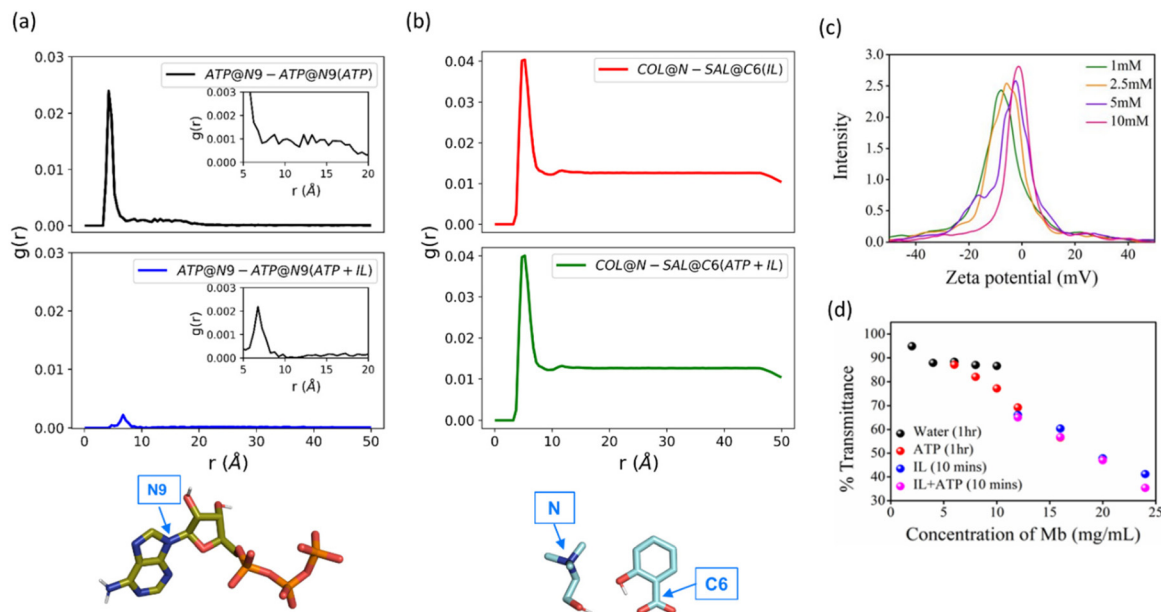 (a)
0.03
0.02
0.01
0.00
g(r)
ATP@N9 − ATP@N9(ATP)
0.003
0.002
0.001
0.000
g(r)
5 10 15 20
r (Å)
0.03
0.02
0.01
0.00
ATP@N9 − ATP@N9(ATP + IL)
0.003
0.002
0.001
0.000
g(r)
5 10 15 20
r (Å)
0 10 20 30 40 50
r (Å)
N9
(b)
0.04
0.03
0.02
0.01
0.00
g(r)
COL@N − SAL@C6(IL)
0.04
0.03
0.02
0.01
0.00
COL@N − SAL@C6(ATP + IL)
0 10 20 30 40 50
r (Å)
N
C6
(c)
3.0
2.5
2.0
1.5
1.0
0.5
0.0
Intensity
1mM
2.5mM
5mM
10mM
-40 -20 0 20 40
Zeta potential (mV)
(d)
100
90
80
70
60
50
40
30
% Transmittance
Water (1hr)
ATP (1hr)
IL (10 mins)
IL+ATP (10 mins)
0 5 10 15 20 25
Concentration of Mb (mg/mL)